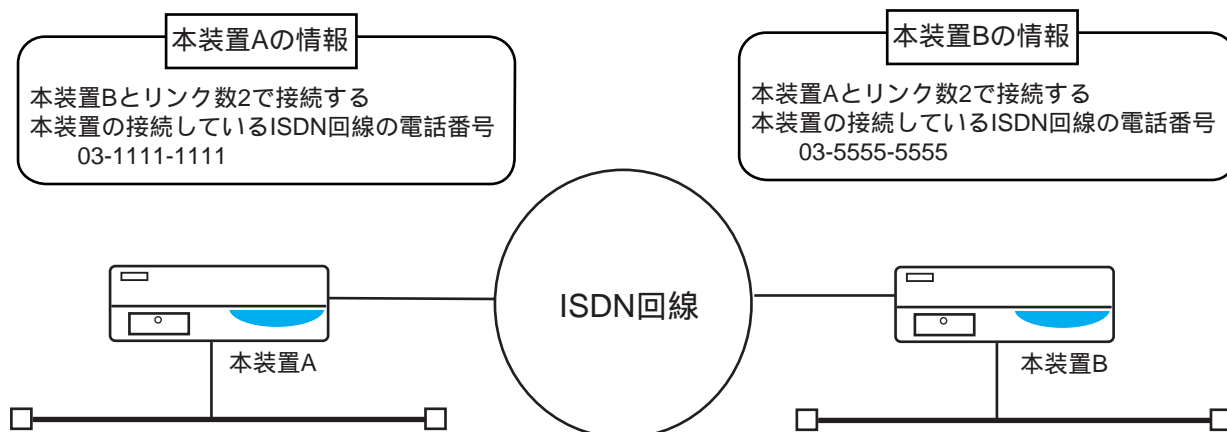 本装置Aの情報
本装置Bとリンク数2で接続する
本装置の接続しているISDN回線の電話番号
03-1111-1111
本装置Bの情報
本装置Aとリンク数2で接続する
本装置の接続しているISDN回線の電話番号
03-5555-5555
ISDN回線
本装置A
本装置B